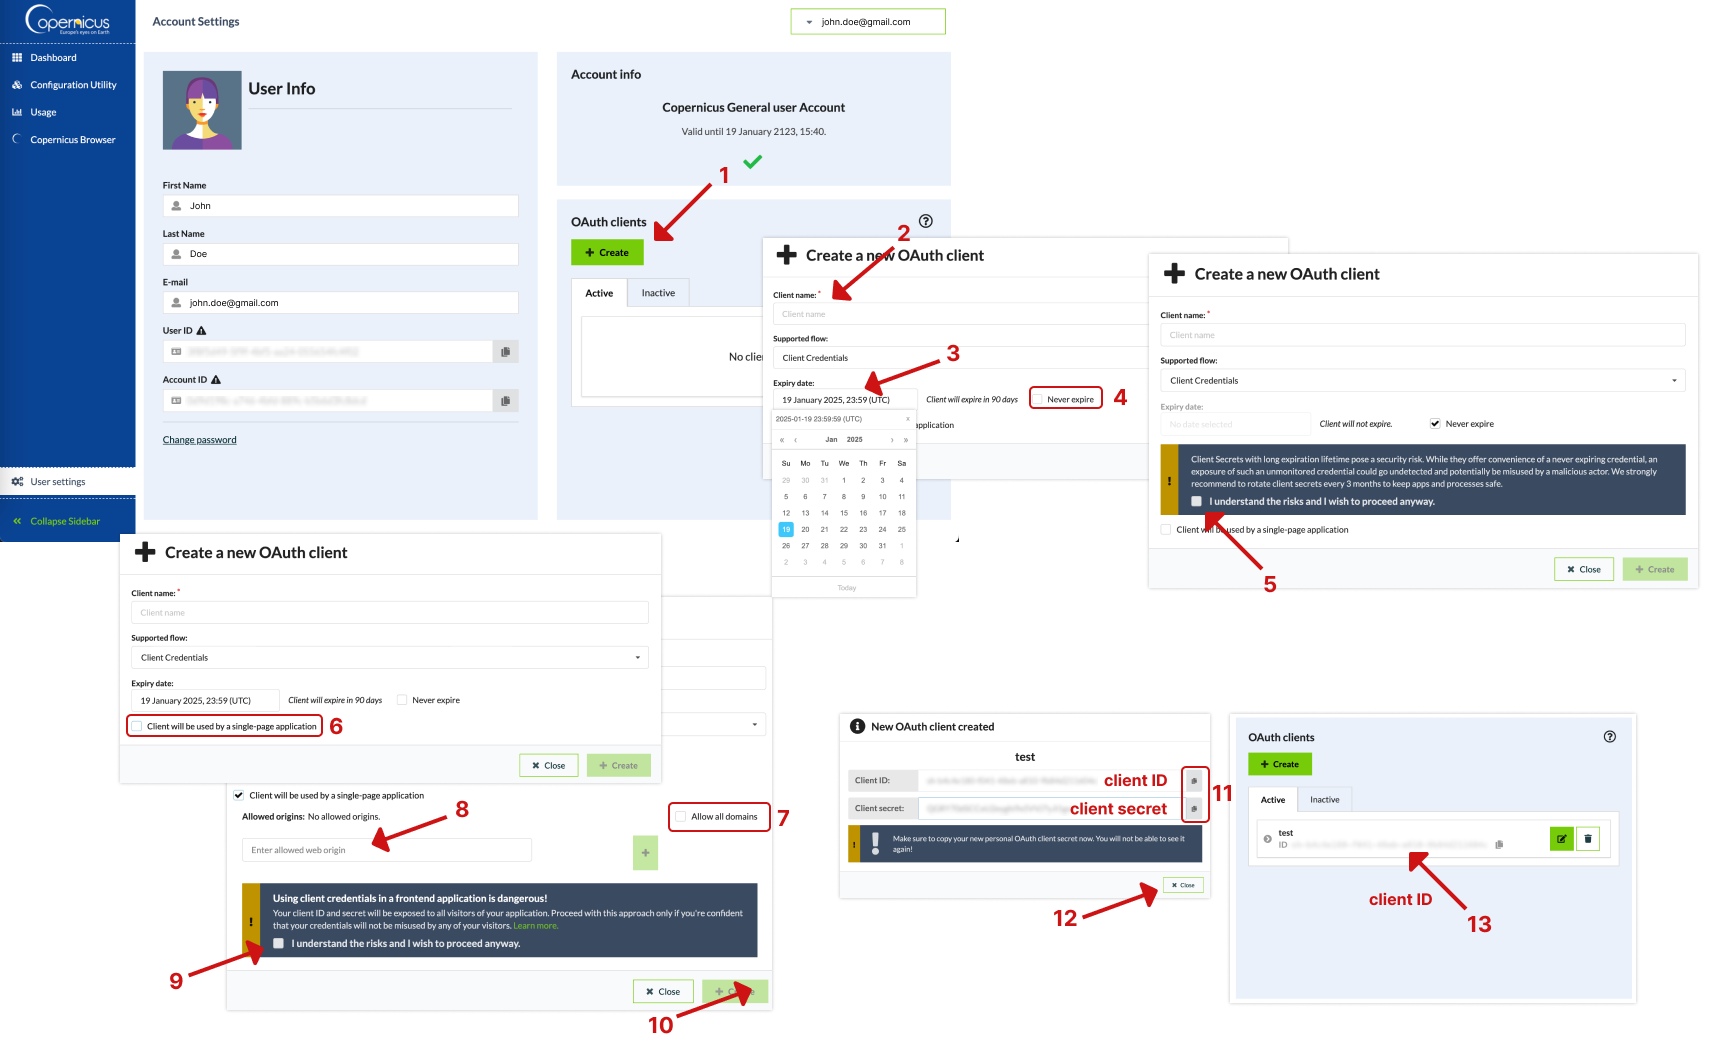 Copernicus
Europe's eyes on Earth
Dashboard
Configuration Utility
Usage
Copernicus Browser
User settings
Collapse Sidebar
Account Settings
john.doe@gmail.com
User Info
First Name
John
Last Name
Doe
E-mail
john.doe@gmail.com
User ID
Account ID
Change password
Account info
Copernicus General user Account
Valid until 19 January 2123, 15:40.
1
OAuth clients
Create
Active
Inactive
No clie
2
Create a new OAuth client
Client name: *
Client name
Supported flow:
Client Credentials
3
Expiry date:
19 January 2025, 23:59 (UTC)
Client will expire in 90 days
Never expire
4
2025-01-19 23:59:59 (UTC)
x
application
« ‹ Jan 2025 › »
Su Mo Tu We Th Fr Sa
29 30 31 1 2 3 4
5 6 7 8 9 10 11
12 13 14 15 16 17 18
19 20 21 22 23 24 25
26 27 28 29 30 31 1
2 3 4 5 6 7 8
Today
Create a new OAuth client
Client name: *
Client name
Supported flow:
Client Credentials
Expiry date:
No date selected
Client will not expire.
Never expire
Client Secrets with long expiration lifetime pose a security risk. While they offer convenience of a never expiring credential, an
exposure of such an unmonitored credential could go undetected and potentially be misused by a malicious actor. We strongly
recommend to rotate client secrets every 3 months to keep apps and processes safe.
!
I understand the risks and I wish to proceed anyway.
Client will be used by a single-page application
5
Close
Create
Create a new OAuth client
Client name: *
Client name
Supported flow:
Client Credentials
Expiry date:
19 January 2025, 23:59 (UTC)
Client will expire in 90 days
Never expire
Client will be used by a single-page application
6
Close
Create
Client will be used by a single-page application
Allowed origins: No allowed origins.
8
Allow all domains
7
Enter allowed web origin
+
Using client credentials in a frontend application is dangerous!
Your client ID and secret will be exposed to all visitors of your application. Proceed with this approach only if you're confident
that your credentials will not be misused by any of your visitors. Learn more.
!
I understand the risks and I wish to proceed anyway.
9
Close
10
New OAuth client created
test
Client ID:
client ID
Client secret:
client secret
11
Make sure to copy your new personal OAuth client secret now. You will not be able to see it
again!
!
Close
12
OAuth clients
Create
Active
Inactive
test
ID
client ID
13